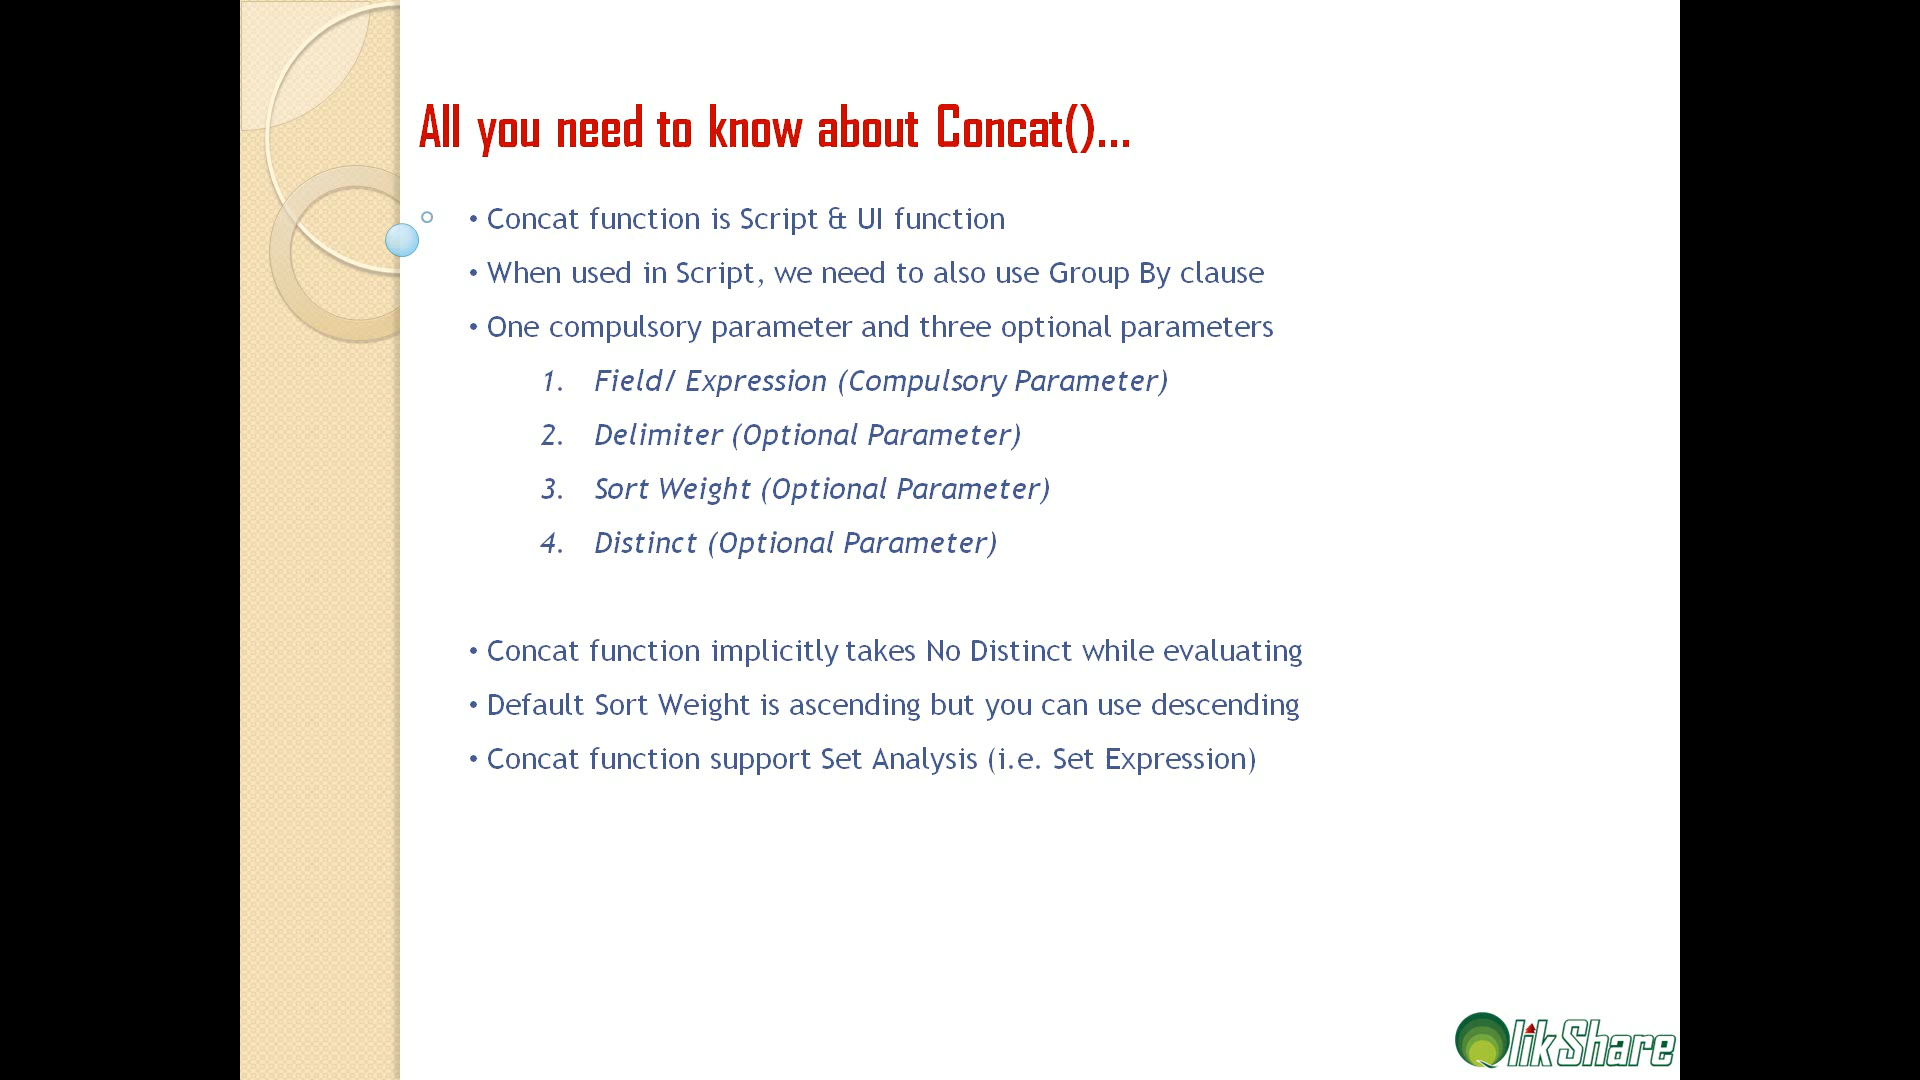 All you need to know about Concat()...
• Concat function is Script & UI function
• When used in Script, we need to also use Group By clause
• One compulsory parameter and three optional parameters
1. Field/ Expression (Compulsory Parameter)
2. Delimiter (Optional Parameter)
3. Sort Weight (Optional Parameter)
4. Distinct (Optional Parameter)
• Concat function implicitly takes No Distinct while evaluating
• Default Sort Weight is ascending but you can use descending
• Concat function support Set Analysis (i.e. Set Expression)
QlikShare